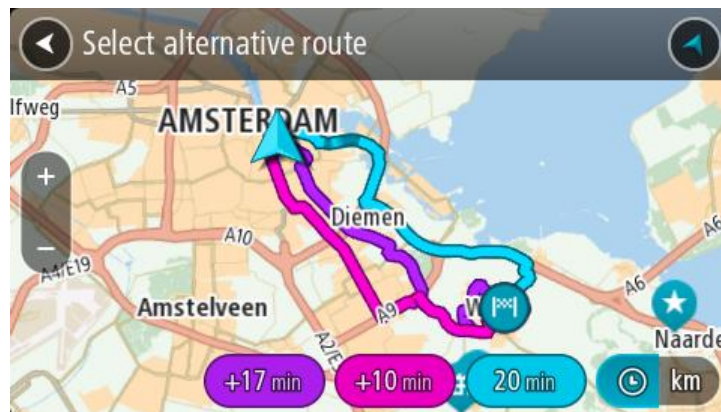 Select alternative route
A5
lfweg
AMSTERDAM
+
Diemen
A10
–
A6
A4/E19
A6
Amstelveen
A9
W
Naarde
A2/E
+17 min
+10 min
20 min
km